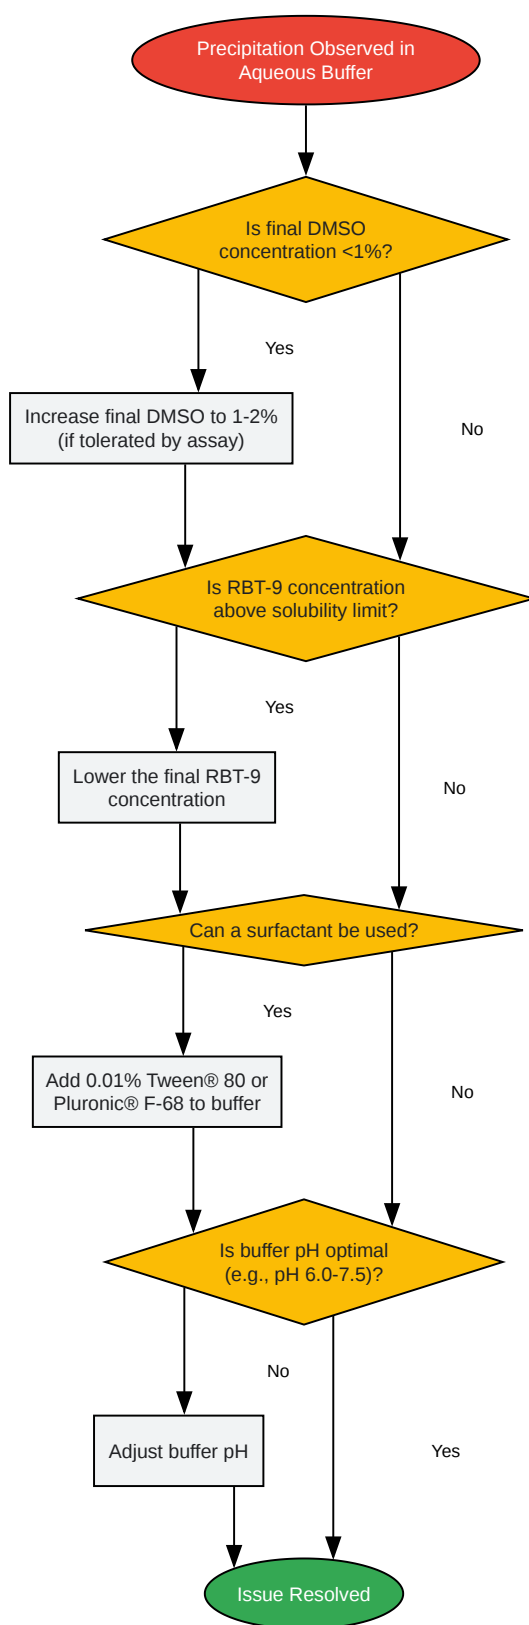 Precipitation Observed in
Aqueous Buffer
Is final DMSO
concentration <1%?
Yes
Increase final DMSO to 1-2%
(if tolerated by assay)
No
Is RBT-9 concentration
above solubility limit?
Yes
Lower the final RBT-9
concentration
No
Can a surfactant be used?
Yes
Add 0.01% Tween® 80 or
Pluronic® F-68 to buffer
No
Is buffer pH optimal
(e.g., pH 6.0-7.5)?
No
Adjust buffer pH
Yes
Issue Resolved